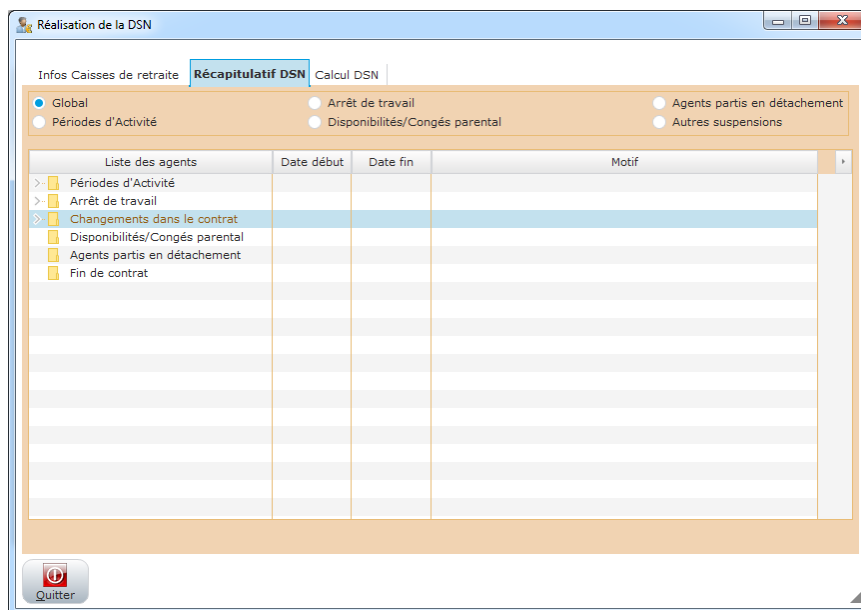 Réalisation de la DSN
Infos Caisses de retraite Récapitulatif DSN Calcul DSN
Global Arrêt de travail Agents partis en détachement
Périodes d'Activité Disponibilités/Congés parental Autres suspensions
Liste des agents Date début Date fin Motif
Périodes d'Activité
Arrêt de travail
Changements dans le contrat
Disponibilités/Congés parental
Agents partis en détachement
Fin de contrat
Quitter